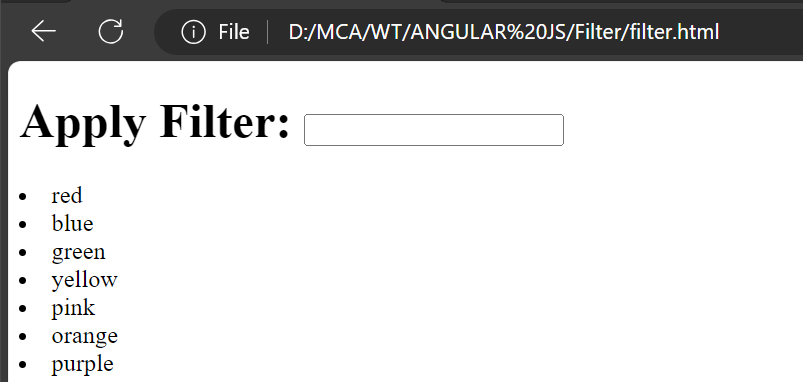 File D:/MCA/WT/ANGULAR%20JS/Filter/filter.html
Apply Filter:
red
blue
green
yellow
pink
orange
purple